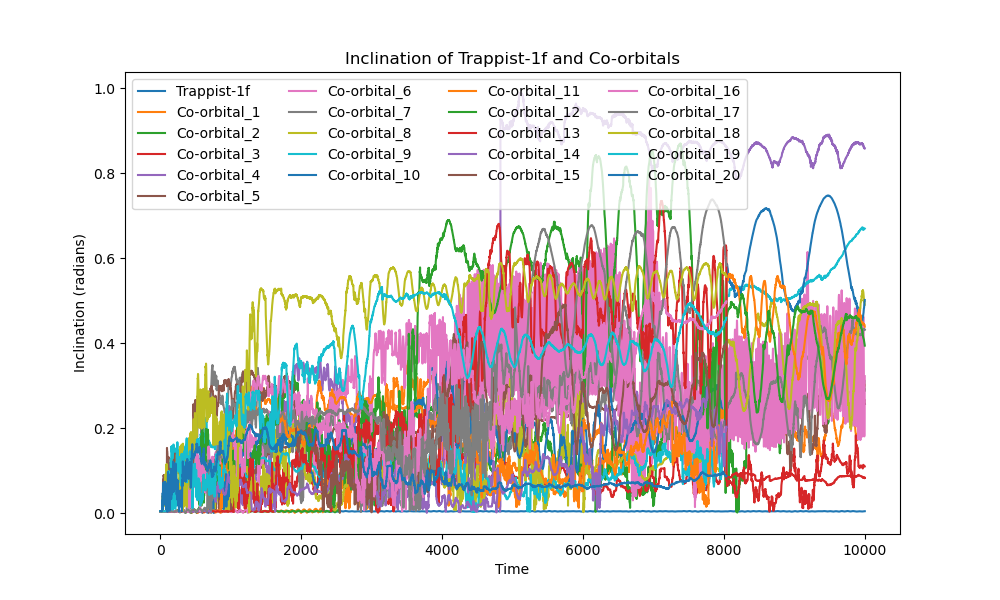 Inclination of Trappist-1f and Co-orbitals
Inclination (radians)
1.0
0.8
0.6
0.4
0.2
0.0
Trappist-1f
Co-orbital_1
Co-orbital_2
Co-orbital_3
Co-orbital_4
Co-orbital_5
Co-orbital_6
Co-orbital_7
Co-orbital_8
Co-orbital_9
Co-orbital_10
Co-orbital_11
Co-orbital_12
Co-orbital_13
Co-orbital_14
Co-orbital_15
Co-orbital_16
Co-orbital_17
Co-orbital_18
Co-orbital_19
Co-orbital_20
0 2000 4000 6000 8000 10000
Time